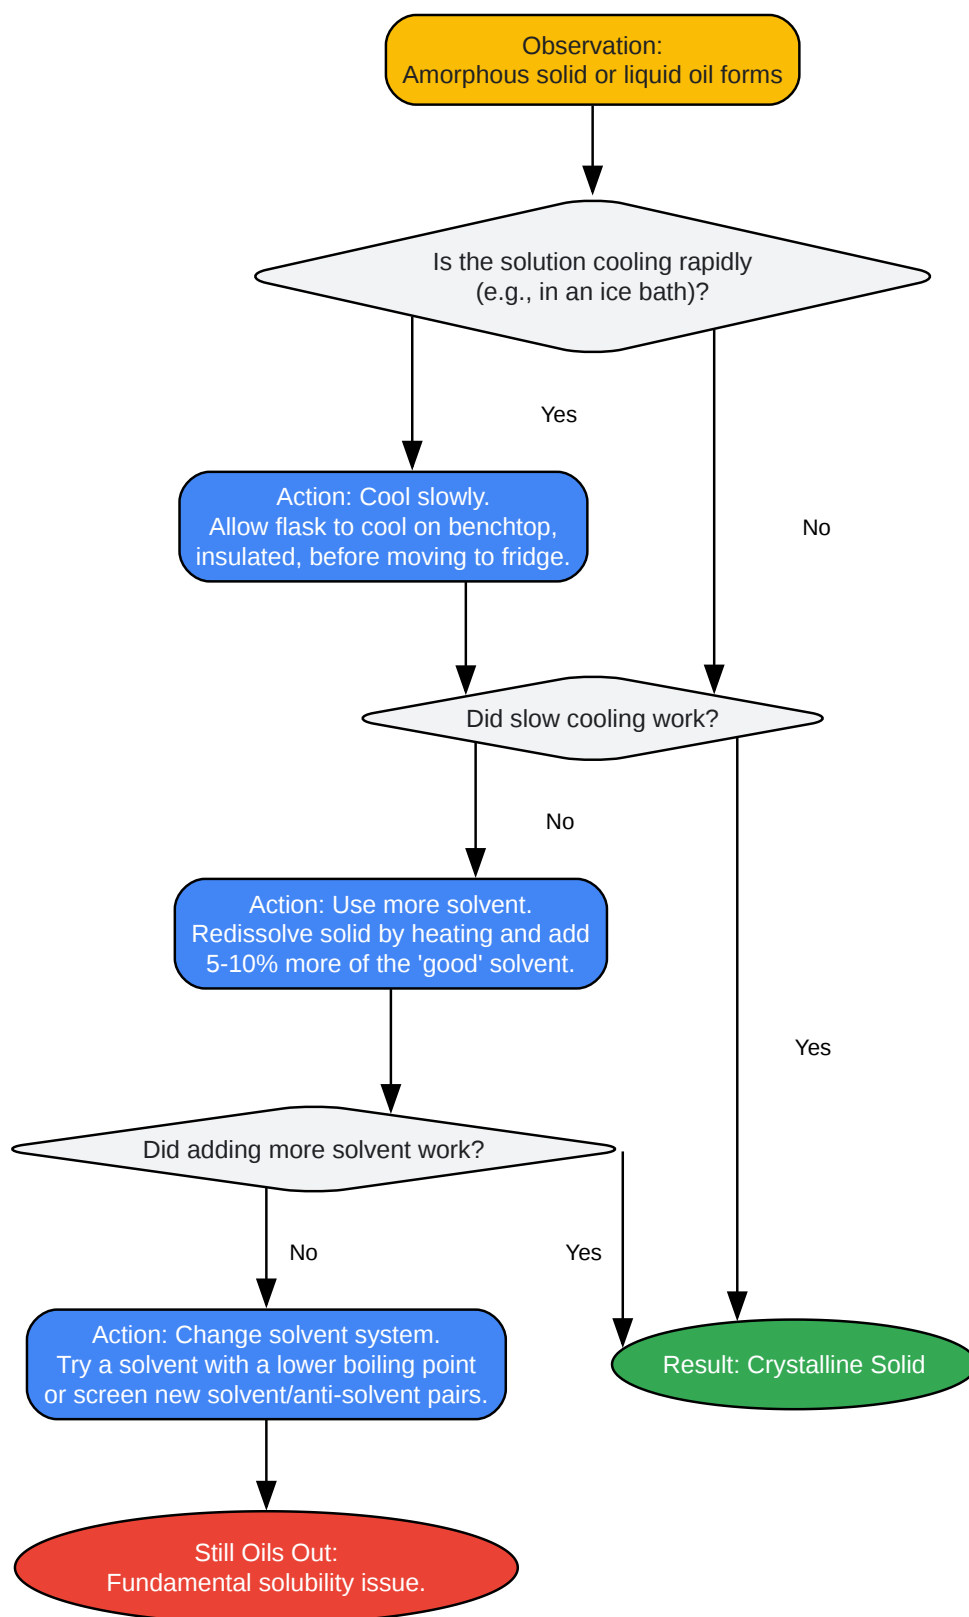 Observation:
Amorphous solid or liquid oil forms
Is the solution cooling rapidly
(e.g., in an ice bath)?
Yes
Action: Cool slowly.
Allow flask to cool on benchtop,
insulated, before moving to fridge.
No
Did slow cooling work?
No
Action: Use more solvent.
Redissolve solid by heating and add
5-10% more of the 'good' solvent.
Yes
Did adding more solvent work?
No
Yes
Action: Change solvent system.
Try a solvent with a lower boiling point
or screen new solvent/anti-solvent pairs.
Result: Crystalline Solid
Still Oils Out:
Fundamental solubility issue.